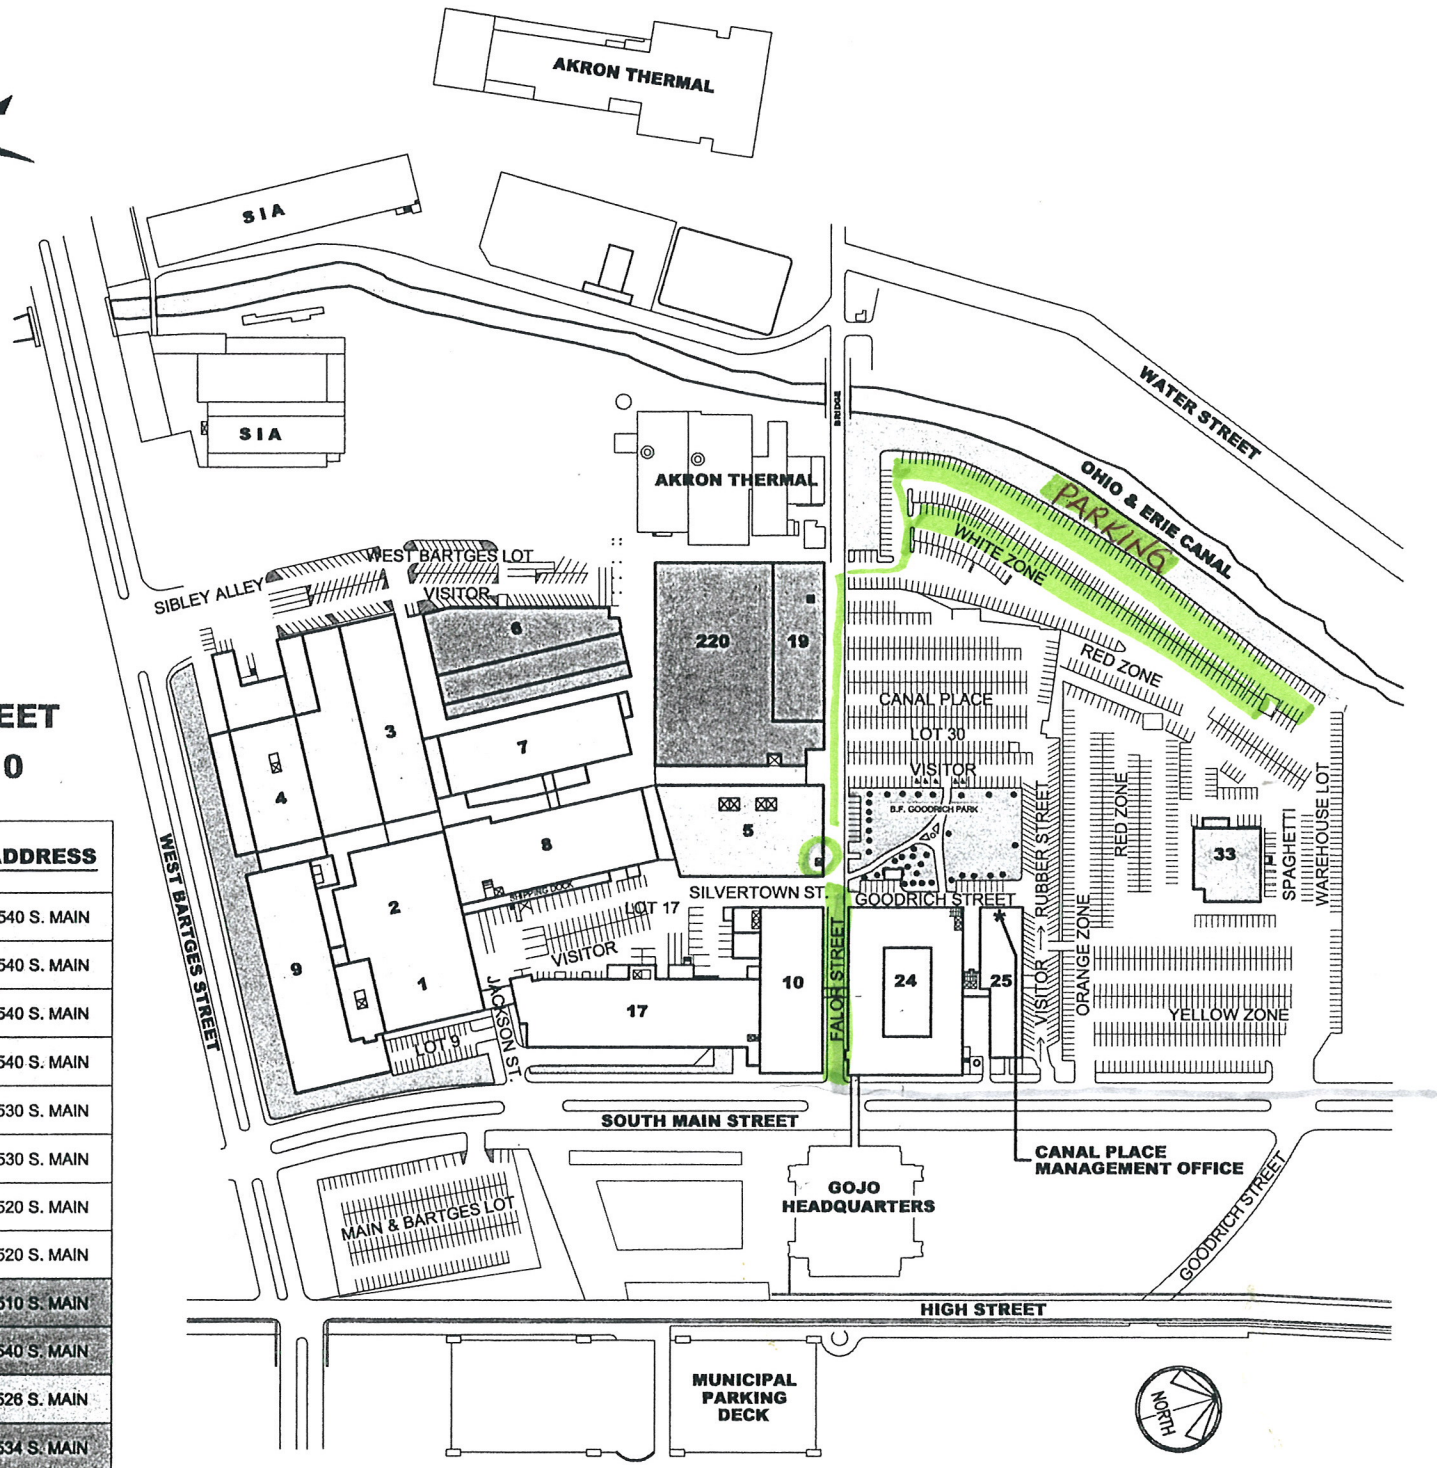 AKRON THERMAL
SIA
WATER STREET
BRIDGE
SIA
AKRON THERMAL
OHIO & ERIE CANAL
PARKING
WHITE ZONE
WEST BARTGES LOT
VISITOR
SIBLEY ALLEY
6
220
19
RED ZONE
3
7
CANAL PLACE
LOT 30
VISITOR
EET
0
4
8
5
B.F. GOODRICH PARK
RUBBER STREET
VISITOR
RED ZONE
ORANGE ZONE
33
SPAGHETTI
WAREHOUSE LOT
WEST BARTGES STREET
2
SHIPPING DOCK
LOT 17
SILVERTOWN ST
GOODRICH STREET
VISITOR
9
1
JACKSON ST.
17
10
FALOR STREET
24
25
*
YELLOW ZONE
LOT 9
SOUTH MAIN STREET
CANAL PLACE
MANAGEMENT OFFICE
GOJO
HEADQUARTERS
MAIN & BARTGES LOT
GOODRICH STREET
HIGH STREET
MUNICIPAL
PARKING
DECK
NORTH
ADDRESS
540 S. MAIN
540 S. MAIN
540 S. MAIN
540 S. MAIN
530 S. MAIN
530 S. MAIN
520 S. MAIN
520 S. MAIN
510 S. MAIN
540 S. MAIN
526 S. MAIN
534 S. MAIN